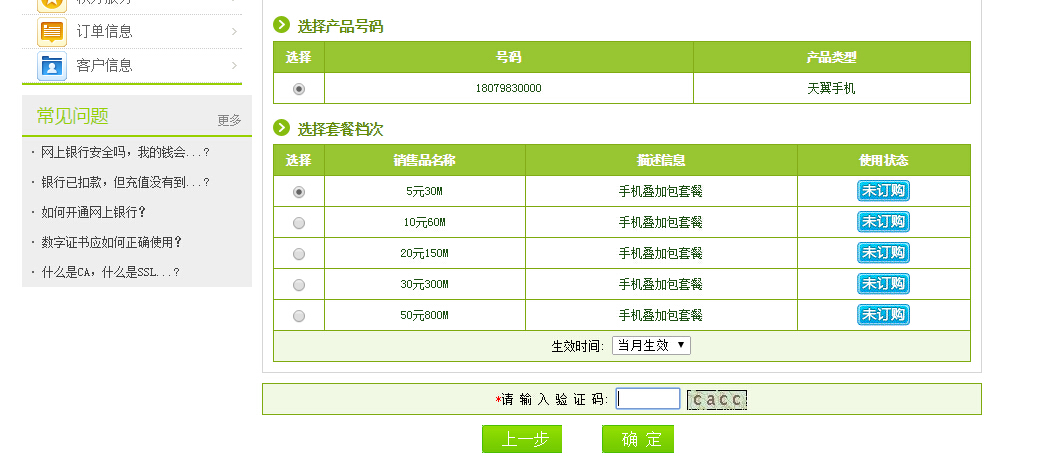 订单信息
客户信息
常见问题 更多
· 网上银行安全吗，我的钱会...?
· 银行已扣款，但充值没有到...?
· 如何开通网上银行？
· 数字证书应如何正确使用？
· 什么是CA，什么是SSL...?
选择产品号码
选择 号码 产品类型
18079830000 天翼手机
选择套餐档次
选择 销售品名称 描述信息 使用状态
5元30M 手机叠加包套餐 未订购
10元60M 手机叠加包套餐 未订购
20元150M 手机叠加包套餐 未订购
30元300M 手机叠加包套餐 未订购
50元800M 手机叠加包套餐 未订购
生效时间: 当月生效
*请 输 入 验 证 码: cacc
上一步 确 定